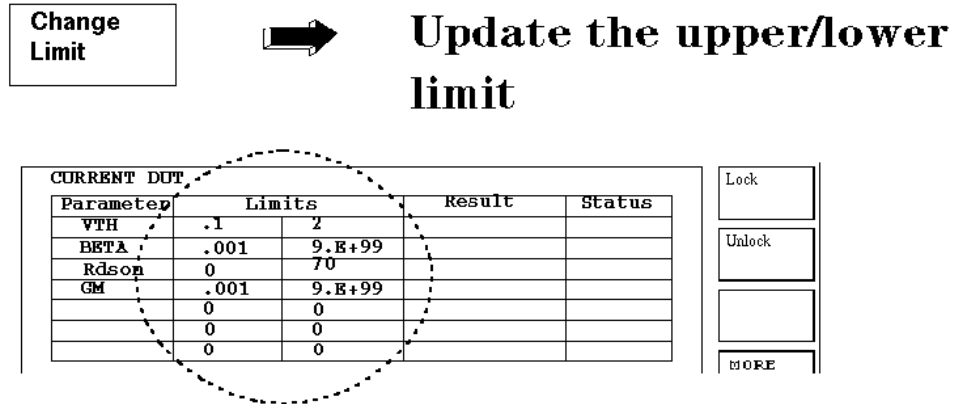 Change
Limit
Update the upper/lower
limit
CURRENT DUT
Parameter Limits Result Status
VTH .1 2
BETA .001 9.E+99
Rdson 0 70
GM .001 9.E+99
0 0
0 0
0 0
Lock
Unlock
MORE